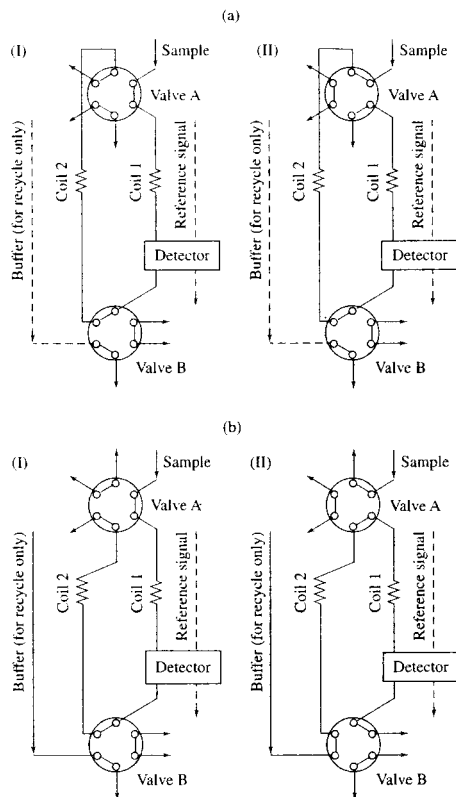 (a)
(I)
Sample
Valve A
Coil 2
Coil 1
Buffer (for recycle only)
Reference signal
Detector
Valve B
(II)
Sample
Valve A
Coil 2
Coil 1
Buffer (for recycle only)
Reference signal
Detector
Valve B
(b)
(I)
Sample
Valve A
Coil 2
Coil 1
Buffer (for recycle only)
Reference signal
Detector
Valve B
(II)
Sample
Valve A
Coil 2
Coil 1
Buffer (for recycle only)
Reference signal
Detector
Valve B